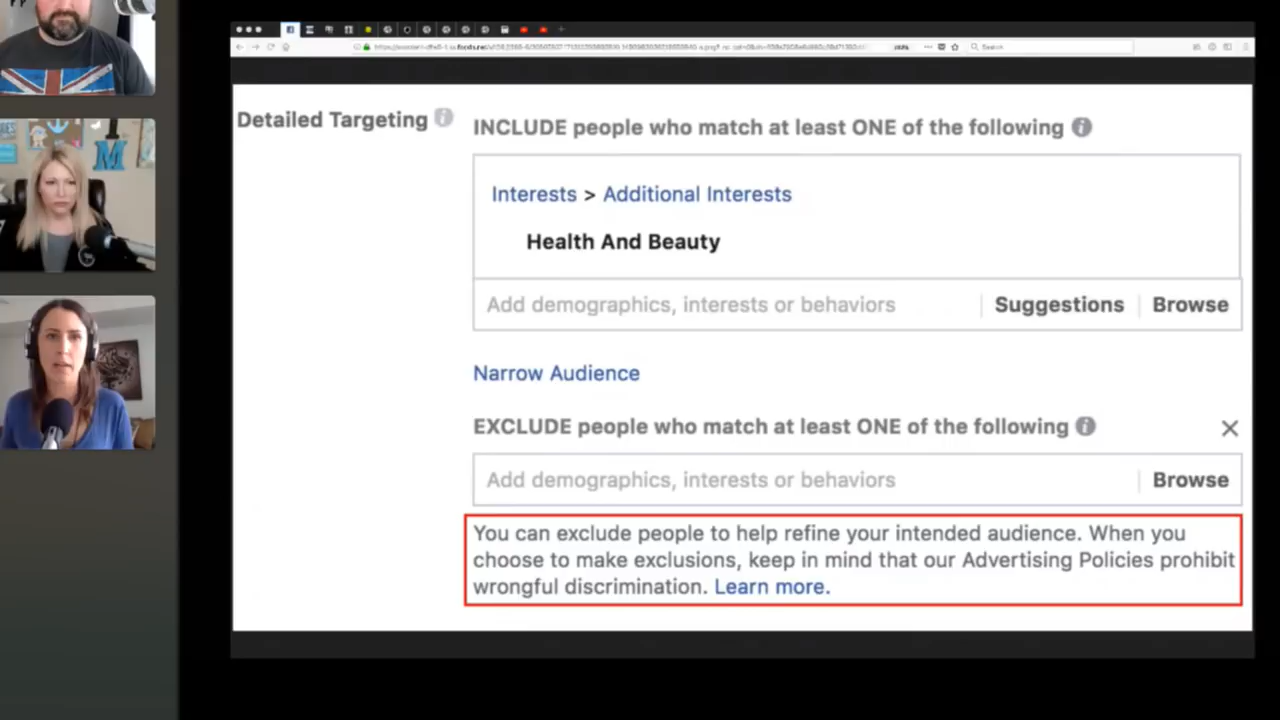 Detailed Targeting
INCLUDE people who match at least ONE of the following
Interests > Additional Interests
Health And Beauty
Add demographics, interests or behaviors
Suggestions
Browse
Narrow Audience
EXCLUDE people who match at least ONE of the following
Add demographics, interests or behaviors
Browse
You can exclude people to help refine your intended audience. When you
choose to make exclusions, keep in mind that our Advertising Policies prohibit
wrongful discrimination. Learn more.
M
Search